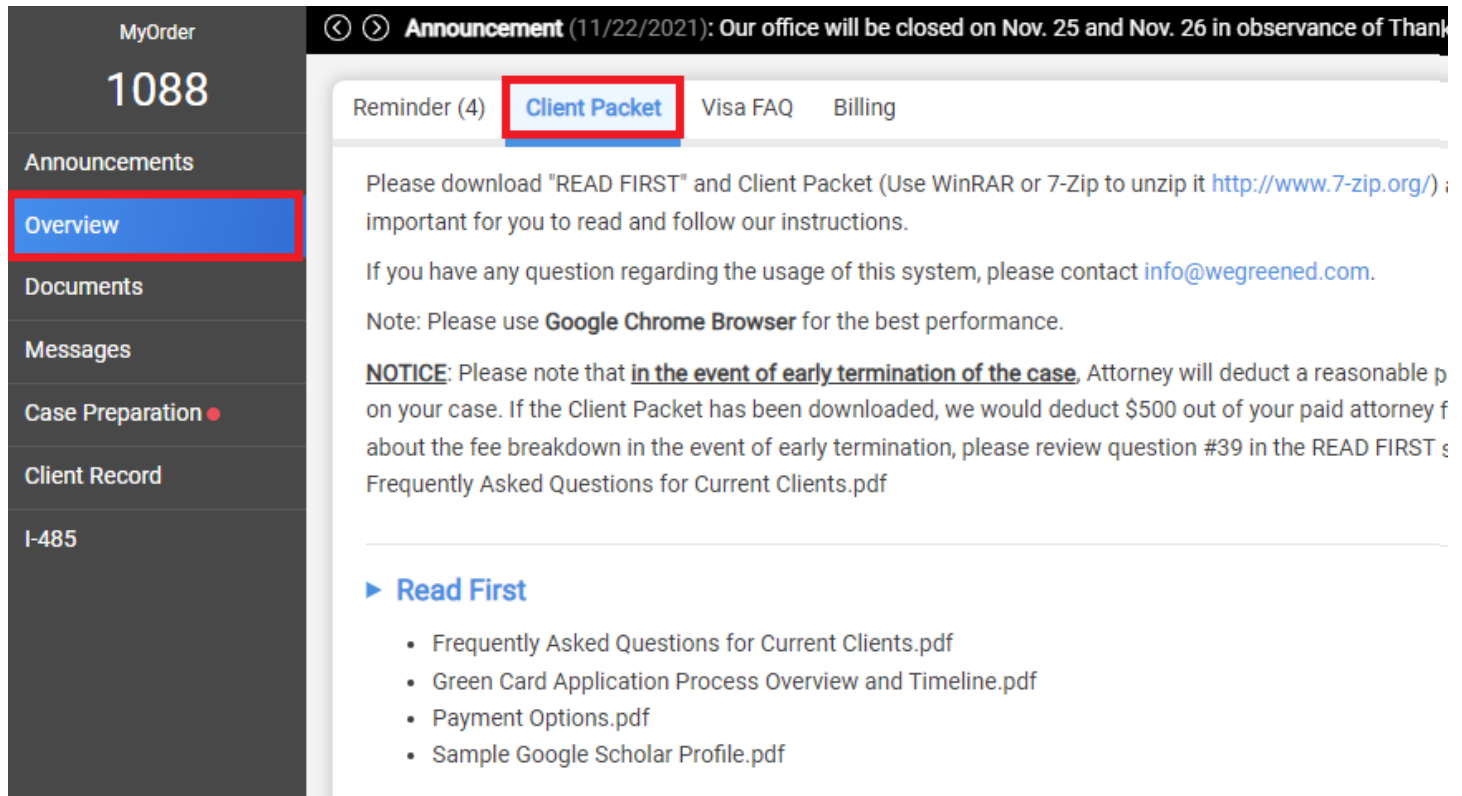 MyOrder
1088
Announcements
Overview
Documents
Messages
Case Preparation
Client Record
I-485
Announcement (11/22/2021): Our office will be closed on Nov. 25 and Nov. 26 in observance of
Reminder (4) Client Packet Visa FAQ Billing
Please download "READ FIRST" and Client Packet (Use WinRAR or 7-Zip to unzip it http://www.7-zip.org/)
important for you to read and follow our instructions.
If you have any question regarding the usage of this system, please contact info@wegreened.com.
Note: Please use Google Chrome Browser for the best performance.
NOTICE: Please note that in the event of early termination of the case, Attorney will deduct a reasonable
on your case. If the Client Packet has been downloaded, we would deduct $500 out of your paid attorney
about the fee breakdown in the event of early termination, please review question #39 in the READ FIRST
Frequently Asked Questions for Current Clients.pdf
Read First
• Frequently Asked Questions for Current Clients.pdf
• Green Card Application Process Overview and Timeline.pdf
• Payment Options.pdf
• Sample Google Scholar Profile.pdf